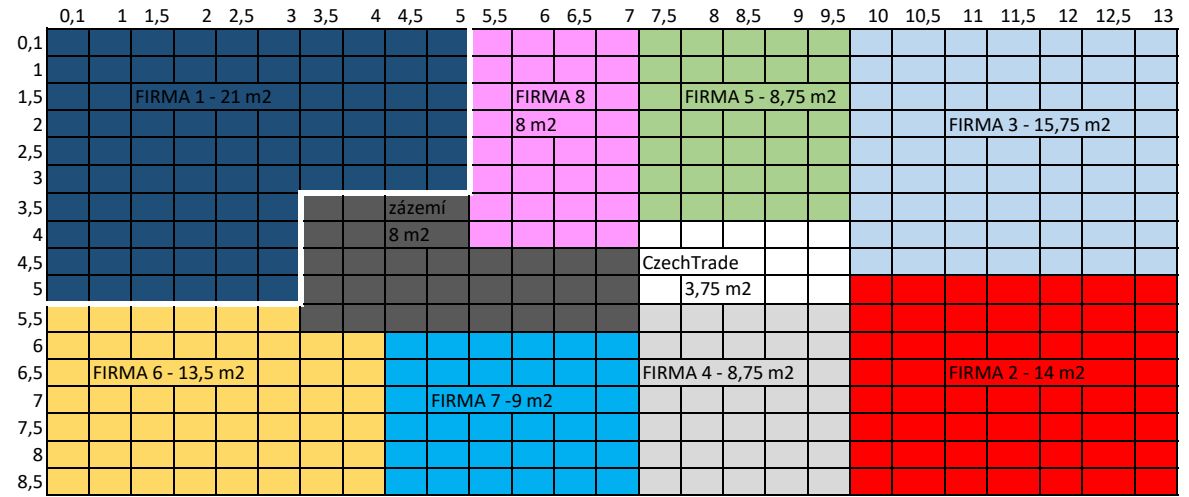 0,1 1 1,5 2 2,5 3 3,5 4 4,5 5 5,5 6 6,5 7 7,5 8 8,5 9 9,5 10 10,5 11 11,5 12 12,5 13
0,1
1
1,5 FIRMA 1 - 21 m2 FIRMA 8 FIRMA 5 - 8,75 m2
2 8 m2 FIRMA 3 - 15,75 m2
2,5
3
3,5 zázemí
4 8 m2
4,5 CzechTrade
5 3,75 m2
5,5
6
6,5 FIRMA 6 - 13,5 m2 FIRMA 4 - 8,75 m2 FIRMA 2 - 14 m2
7 FIRMA 7 -9 m2
7,5
8
8,5